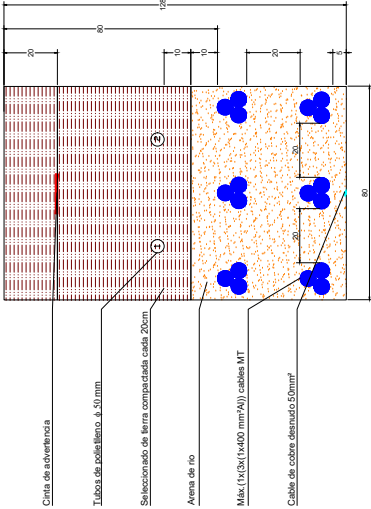 128
80
20
10
10
20
5
2
1
20
20
80
Cinta de advertencia
Tubos de polietileno ϕ 50 mm
Seleccionado de tierra compactada cada 20cm
Arena de río
Máx. (1x(3x(1x400 mm²Al)) cables MT
Cable de cobre desnudo 50mm²